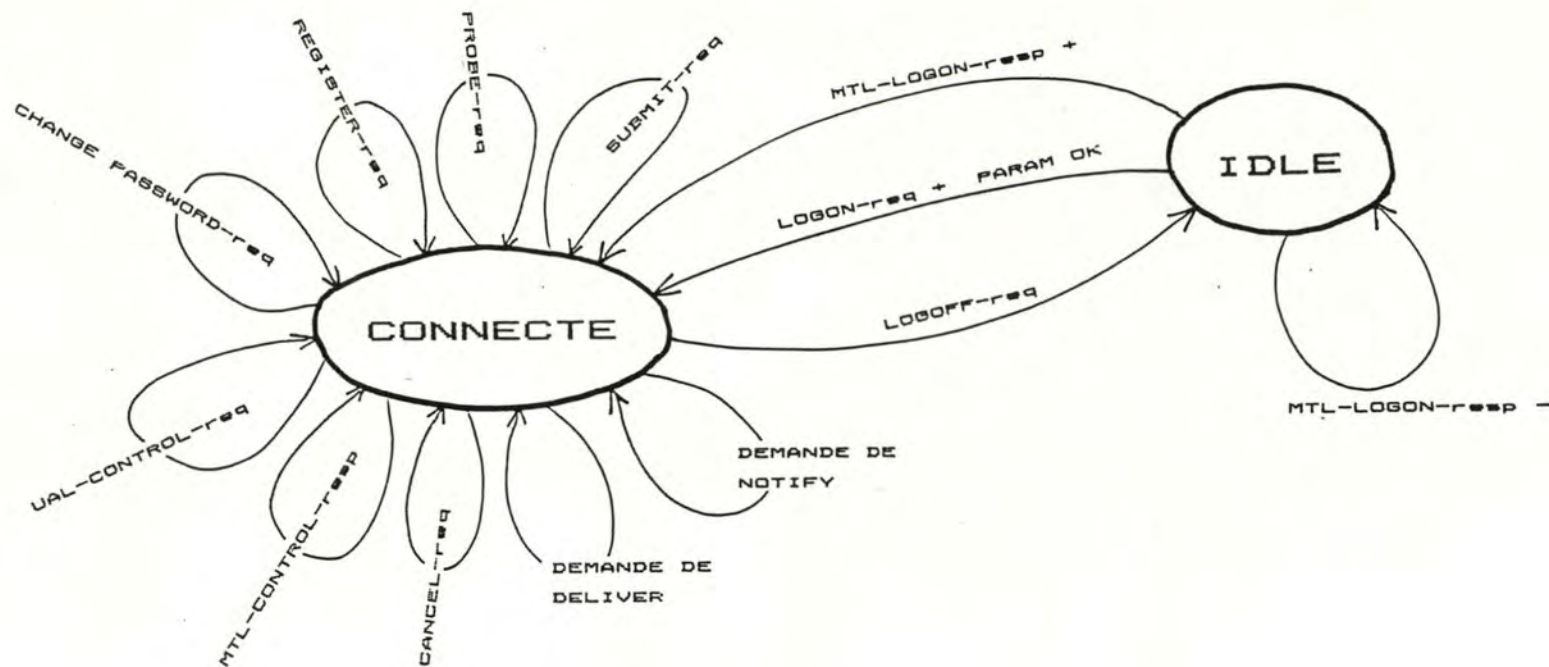 CHANGE PASSWORD-req
REGISTER-req
PROBE-req
SUBMIT-req
MTL-LOGON-resp +
LOGON-req + PARAM OK
LOGOFF-req
IDLE
MTL-LOGON-resp -
CONNECTE
UAL-CONTROL-req
MTL-CONTROL-resp
CANCEL-req
DEMANDE DE
DELIVER
DEMANDE DE
NOTIFY